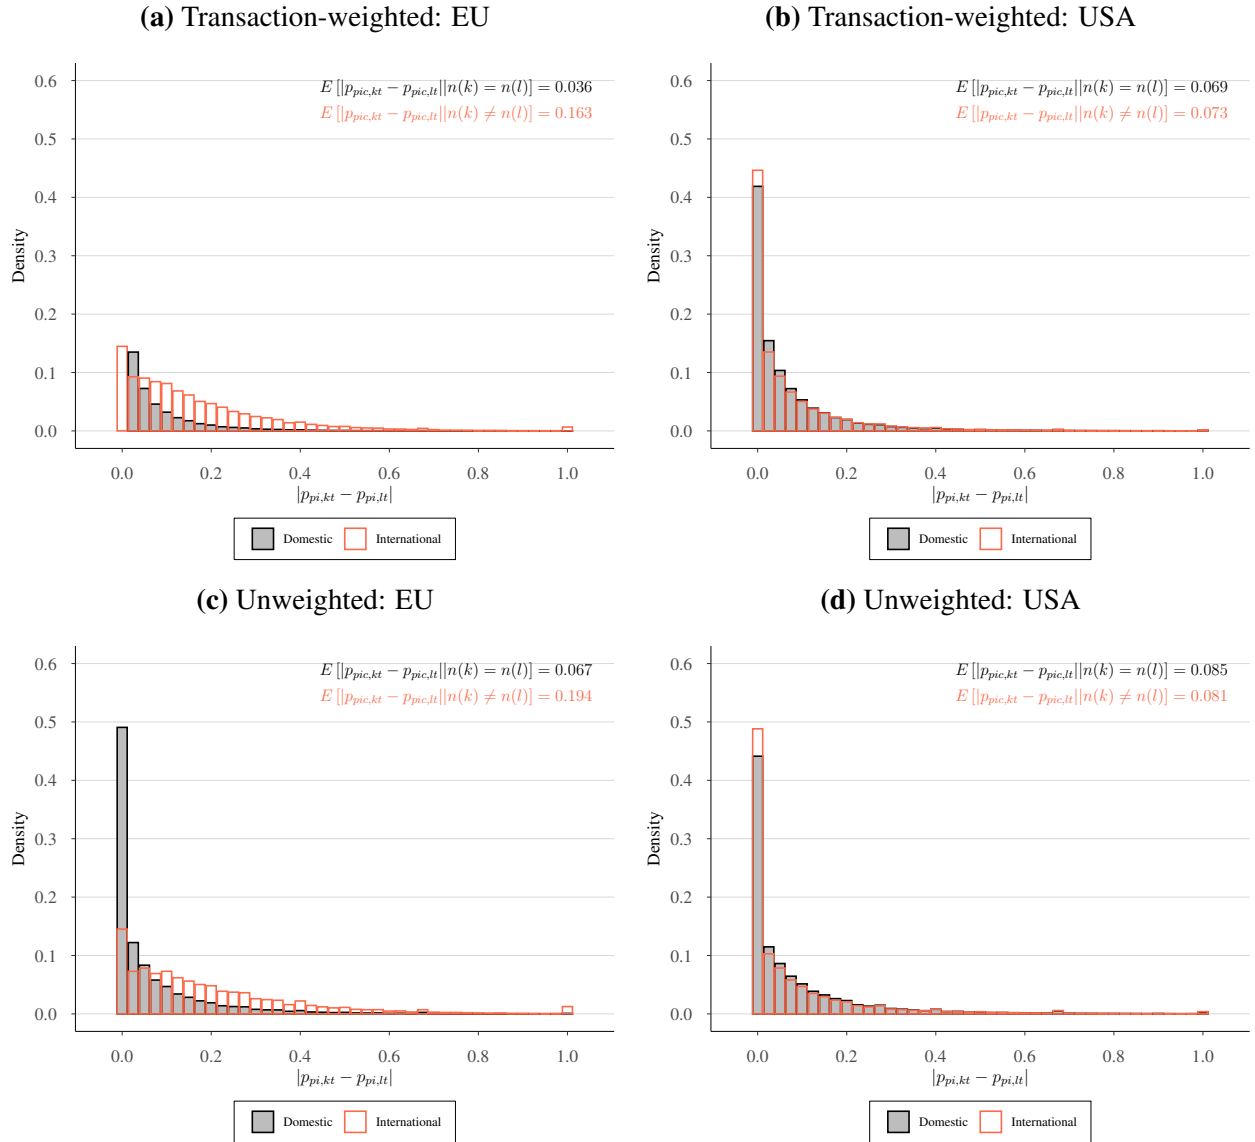 (a) Transaction-weighted: EU
E [|p_{pic,kt} − p_{pic,lt}||n(k) = n(l)] = 0.036
E [|p_{pic,kt} − p_{pic,lt}||n(k) ≠ n(l)] = 0.163
0.6
0.5
0.4
0.3
0.2
0.1
0.0
Density
0.0 0.2 0.4 0.6 0.8 1.0
|p_{pi,kt} − p_{pi,lt}|
Domestic International
(b) Transaction-weighted: USA
E [|p_{pic,kt} − p_{pic,lt}||n(k) = n(l)] = 0.069
E [|p_{pic,kt} − p_{pic,lt}||n(k) ≠ n(l)] = 0.073
0.6
0.5
0.4
0.3
0.2
0.1
0.0
Density
0.0 0.2 0.4 0.6 0.8 1.0
|p_{pi,kt} − p_{pi,lt}|
Domestic International
(c) Unweighted: EU
E [|p_{pic,kt} − p_{pic,lt}||n(k) = n(l)] = 0.067
E [|p_{pic,kt} − p_{pic,lt}||n(k) ≠ n(l)] = 0.194
0.6
0.5
0.4
0.3
0.2
0.1
0.0
Density
0.0 0.2 0.4 0.6 0.8 1.0
|p_{pi,kt} − p_{pi,lt}|
Domestic International
(d) Unweighted: USA
E [|p_{pic,kt} − p_{pic,lt}||n(k) = n(l)] = 0.085
E [|p_{pic,kt} − p_{pic,lt}||n(k) ≠ n(l)] = 0.081
0.6
0.5
0.4
0.3
0.2
0.1
0.0
Density
0.0 0.2 0.4 0.6 0.8 1.0
|p_{pi,kt} − p_{pi,lt}|
Domestic International